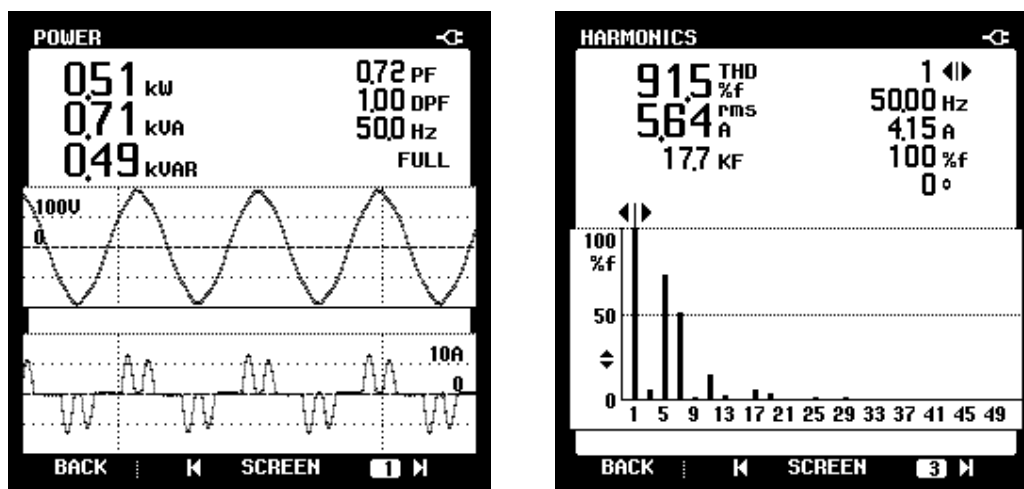 POWER
0.51 kW
0.72 PF
0.71 kVA
1.00 DPF
0.49 kVAR
50.0 Hz
FULL
100V
0
10A
0
BACK SCREEN 1
HARMONICS
91.5 THD %f
1
5.64 rms A
50.00 Hz
17.7 KF
4.15 A
100 %f
0 °
100
%f
50
0
1 5 9 13 17 21 25 29 33 37 41 45 49
BACK SCREEN 3